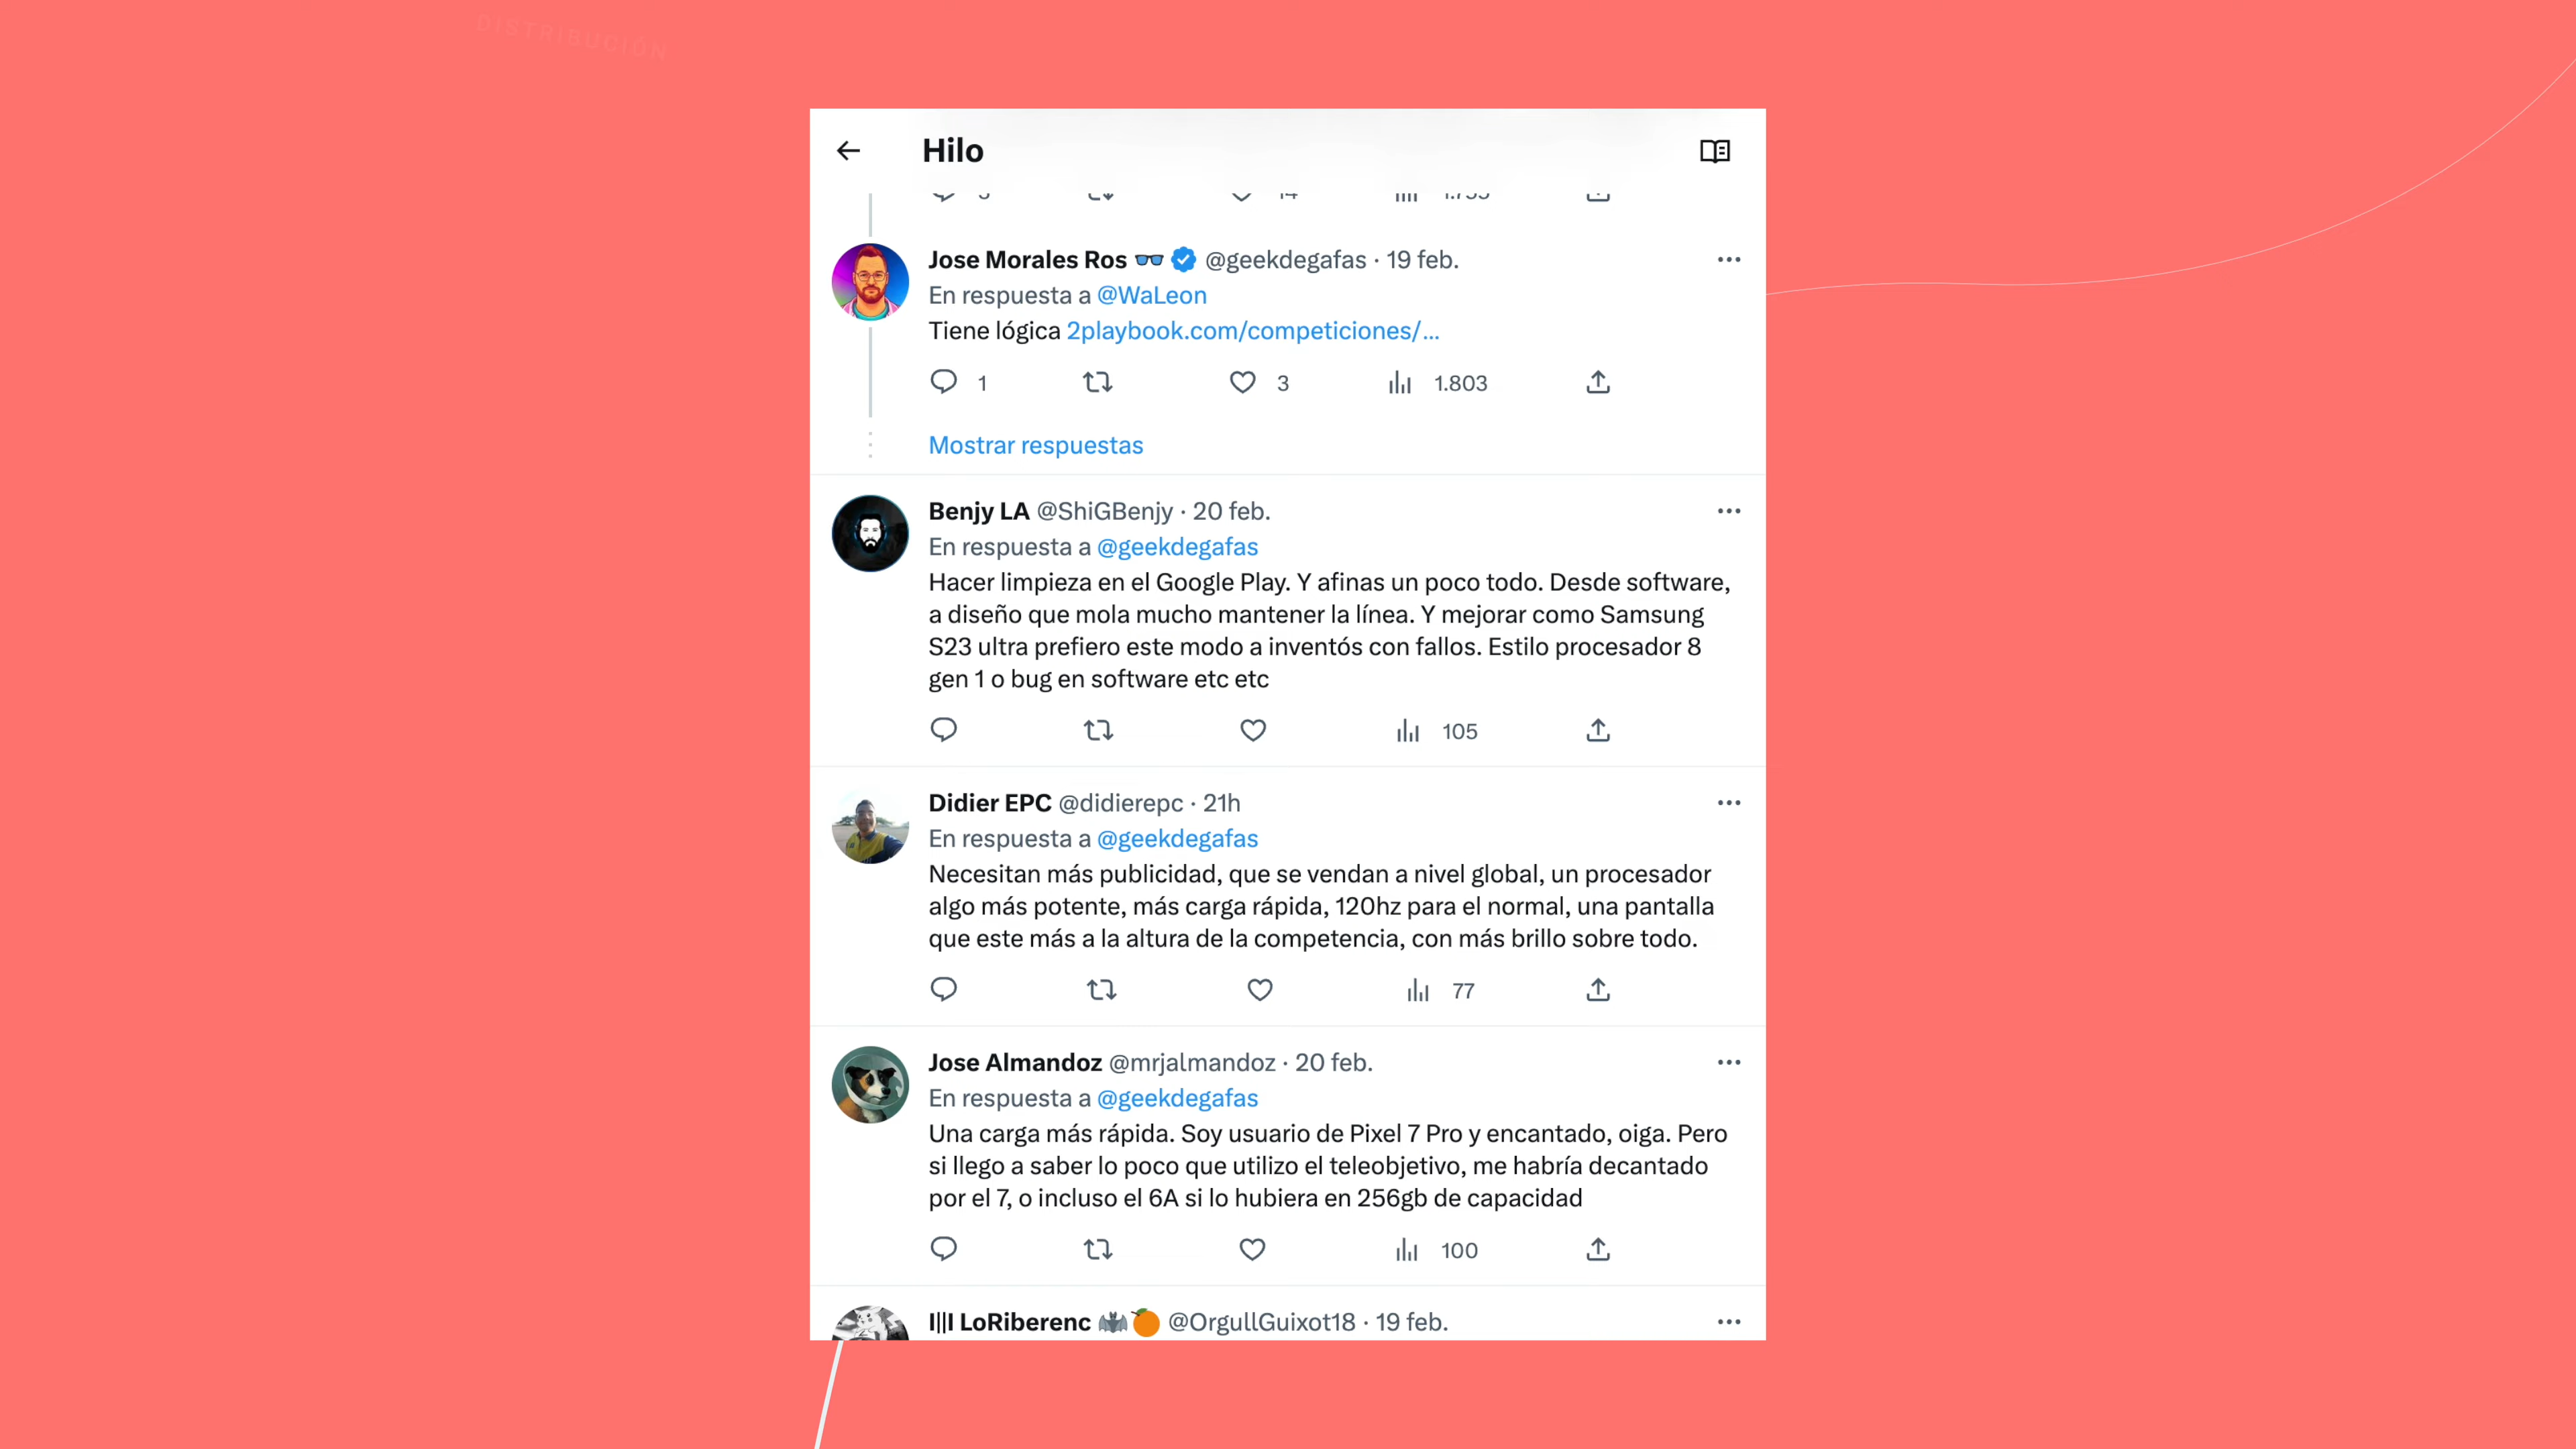 DISTRIBUCIÓN
Hilo
Jose Morales Ros 👓 @geekdegafas · 19 feb.
En respuesta a @WaLeon
Tiene lógica 2playbook.com/competiciones/...
1 3 1.803
Mostrar respuestas
Benjy LA @ShiGBenjy · 20 feb.
En respuesta a @geekdegafas
Hacer limpieza en el Google Play. Y afinas un poco todo. Desde software,
a diseño que mola mucho mantener la línea. Y mejorar como Samsung
S23 ultra prefiero este modo a inventós con fallos. Estilo procesador 8
gen 1 o bug en software etc etc
105
Didier EPC @didierepc · 21h
En respuesta a @geekdegafas
Necesitan más publicidad, que se vendan a nivel global, un procesador
algo más potente, más carga rápida, 120hz para el normal, una pantalla
que este más a la altura de la competencia, con más brillo sobre todo.
77
Jose Almandoz @mrjalmandoz · 20 feb.
En respuesta a @geekdegafas
Una carga más rápida. Soy usuario de Pixel 7 Pro y encantado, oiga. Pero
si llego a saber lo poco que utilizo el teleobjetivo, me habría decantado
por el 7, o incluso el 6A si lo hubiera en 256gb de capacidad
100
I||I LoRiberenc 🦇🍊 @OrgullGuixot18 · 19 feb.